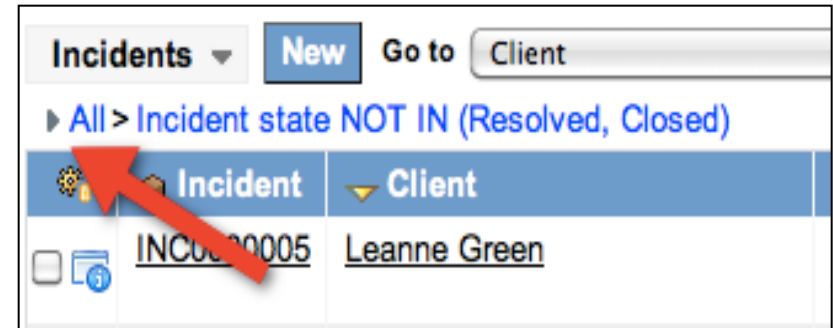 Incidents New Go to Client
All > Incident state NOT IN (Resolved, Closed)
Incident Client
Leanne Green